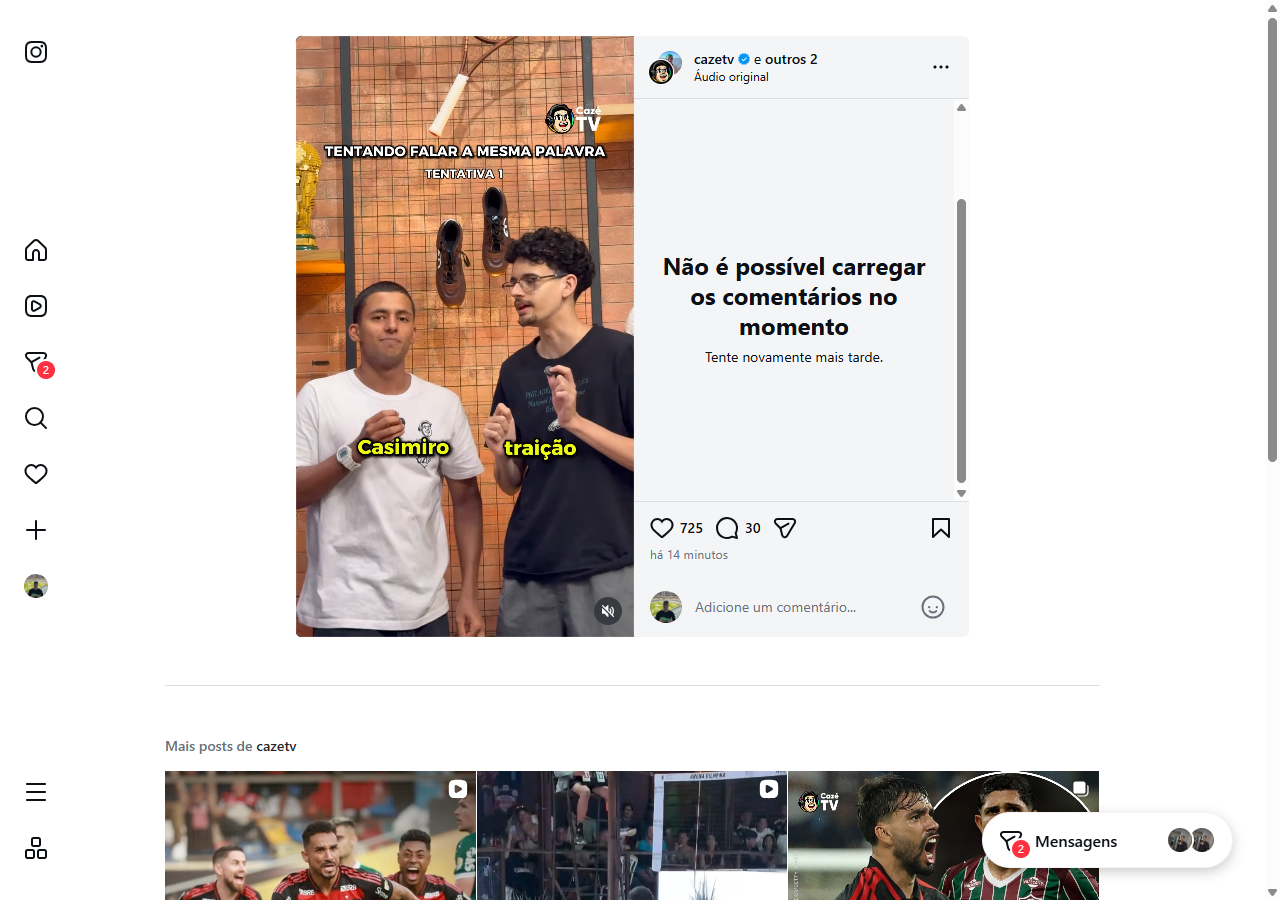 Cazé
TV
TENTANDO FALAR A MESMA PALAVRA
TENTATIVA 1
Casimiro
traição
cazetv e outros 2
Áudio original
Não é possível carregar
os comentários no
momento
Tente novamente mais tarde.
725
30
há 14 minutos
Adicione um comentário...
2
Mais posts de cazetv
Cazé
TV
2
Mensagens